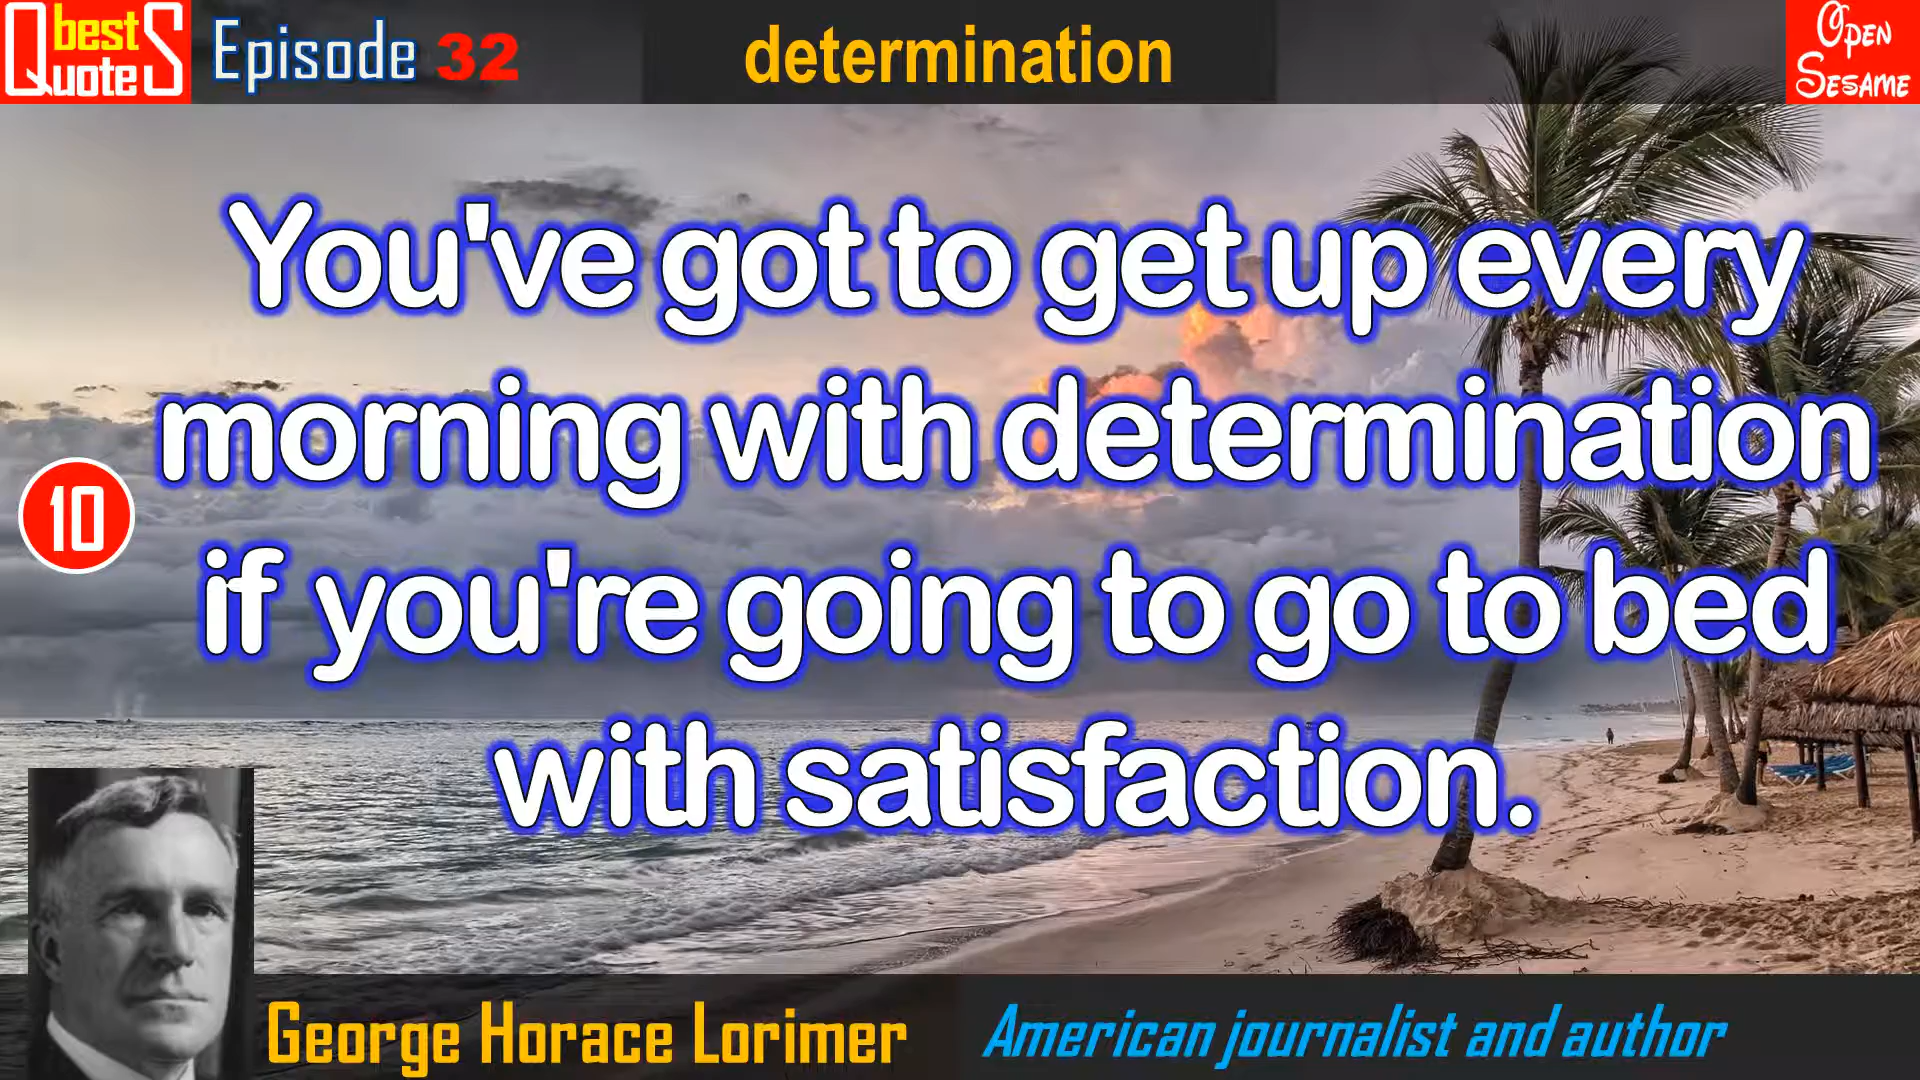 best
QuoteS
Episode 32
determination
Open
Sesame
You've got to get up every
morning with determination
10
if you're going to go to bed
with satisfaction.
George Horace Lorimer
American journalist and author